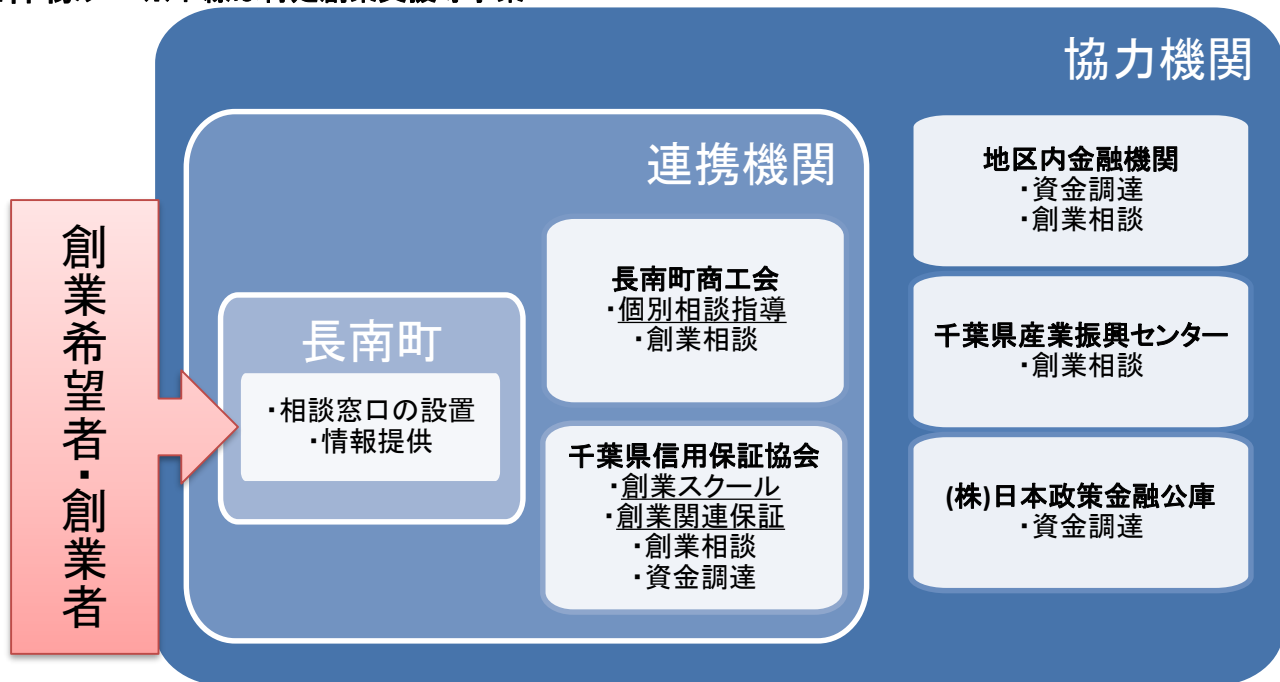 協力機関
連携機関
創業希望者・創業者
長南町
・相談窓口の設置
・情報提供
長南町商工会
・個別相談指導
・創業相談
千葉県信用保証協会
・創業スクール
・創業関連保証
・創業相談
・資金調達
地区内金融機関
・資金調達
・創業相談
千葉県産業振興センター
・創業相談
(株)日本政策金融公庫
・資金調達